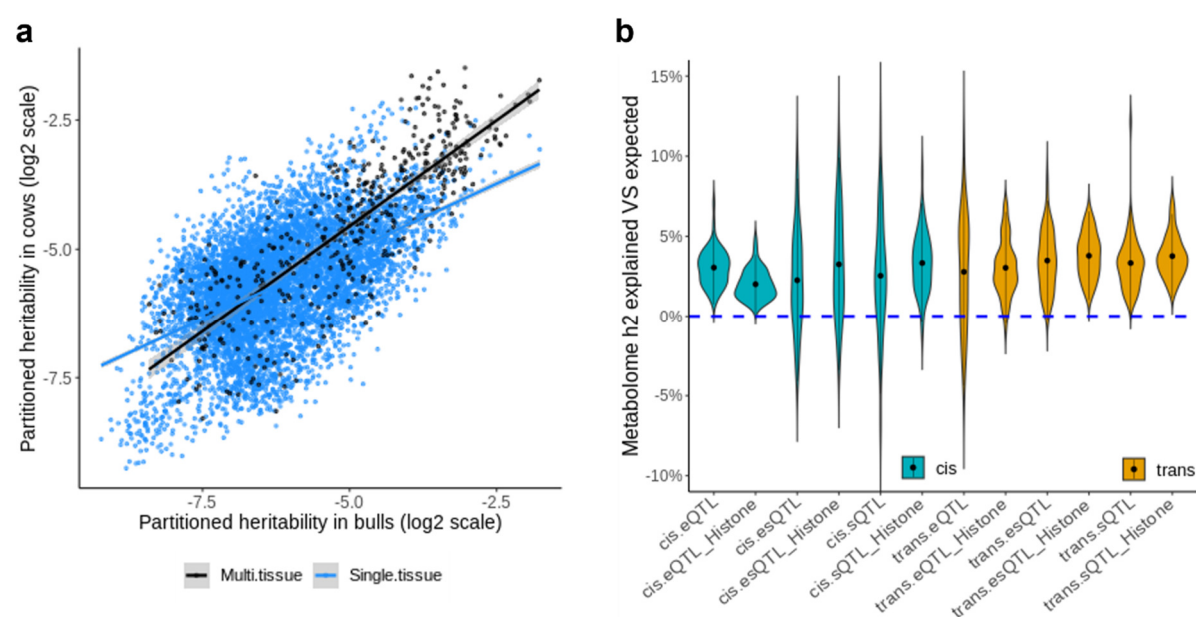 a
Partitioned heritability in cows (log2 scale)
-2.5
-5.0
-7.5
-7.5 -5.0 -2.5
Partitioned heritability in bulls (log2 scale)
Multi.tissue Single.tissue
b
Metabolome h2 explained VS expected
15%
10%
5%
0%
-5%
-10%
cis trans
cis.eQTL
cis.eQTL_Histone
cis.esQTL
cis.esQTL_Histone
cis.sQTL
cis.sQTL_Histone
trans.eQTL
trans.eQTL_Histone
trans.esQTL
trans.esQTL_Histone
trans.sQTL
trans.sQTL_Histone